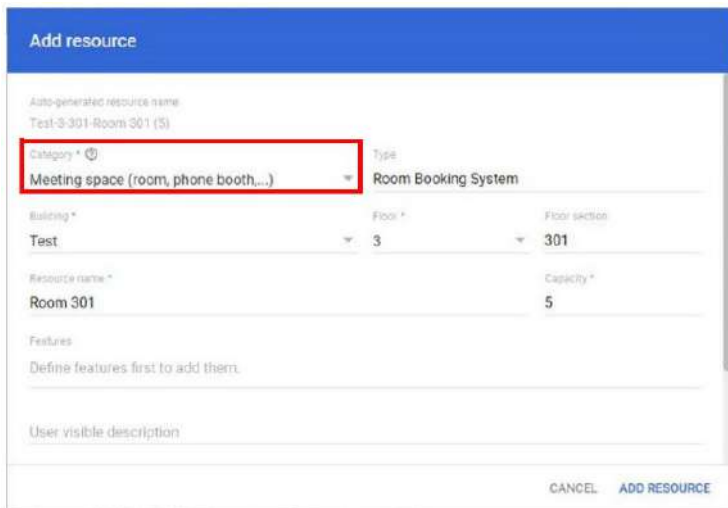 Add resource
Auto-generated resource name
Test-3-301-Room 301 (5)
Category *
Type
Meeting space (room, phone booth,...)
Room Booking System
Building *
Floor *
Floor section
Test
3
301
Resource name *
Capacity *
Room 301
5
Features
Define features first to add them.
User visible description
CANCEL ADD RESOURCE